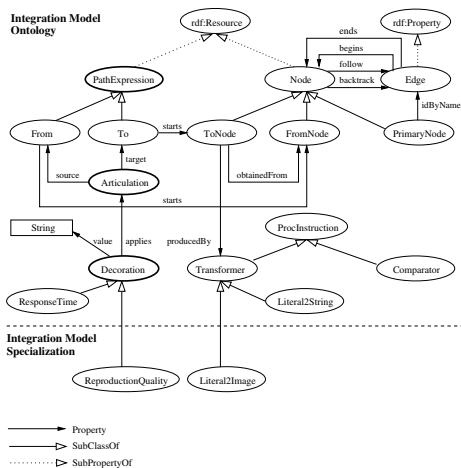 Integration Model
Ontology
rdf:Resource
rdf:Property
ends
begins
follow
backtrack
PathExpression
Node
Edge
idByName
From
To
starts
ToNode
FromNode
PrimaryNode
source
target
obtainedFrom
Articulation
starts
String
value
applies
producedBy
ProcInstruction
Decoration
Transformer
Comparator
ResponseTime
Literal2String
Integration Model
Specialization
ReproductionQuality
Literal2Image
Property
SubClassOf
SubPropertyOf